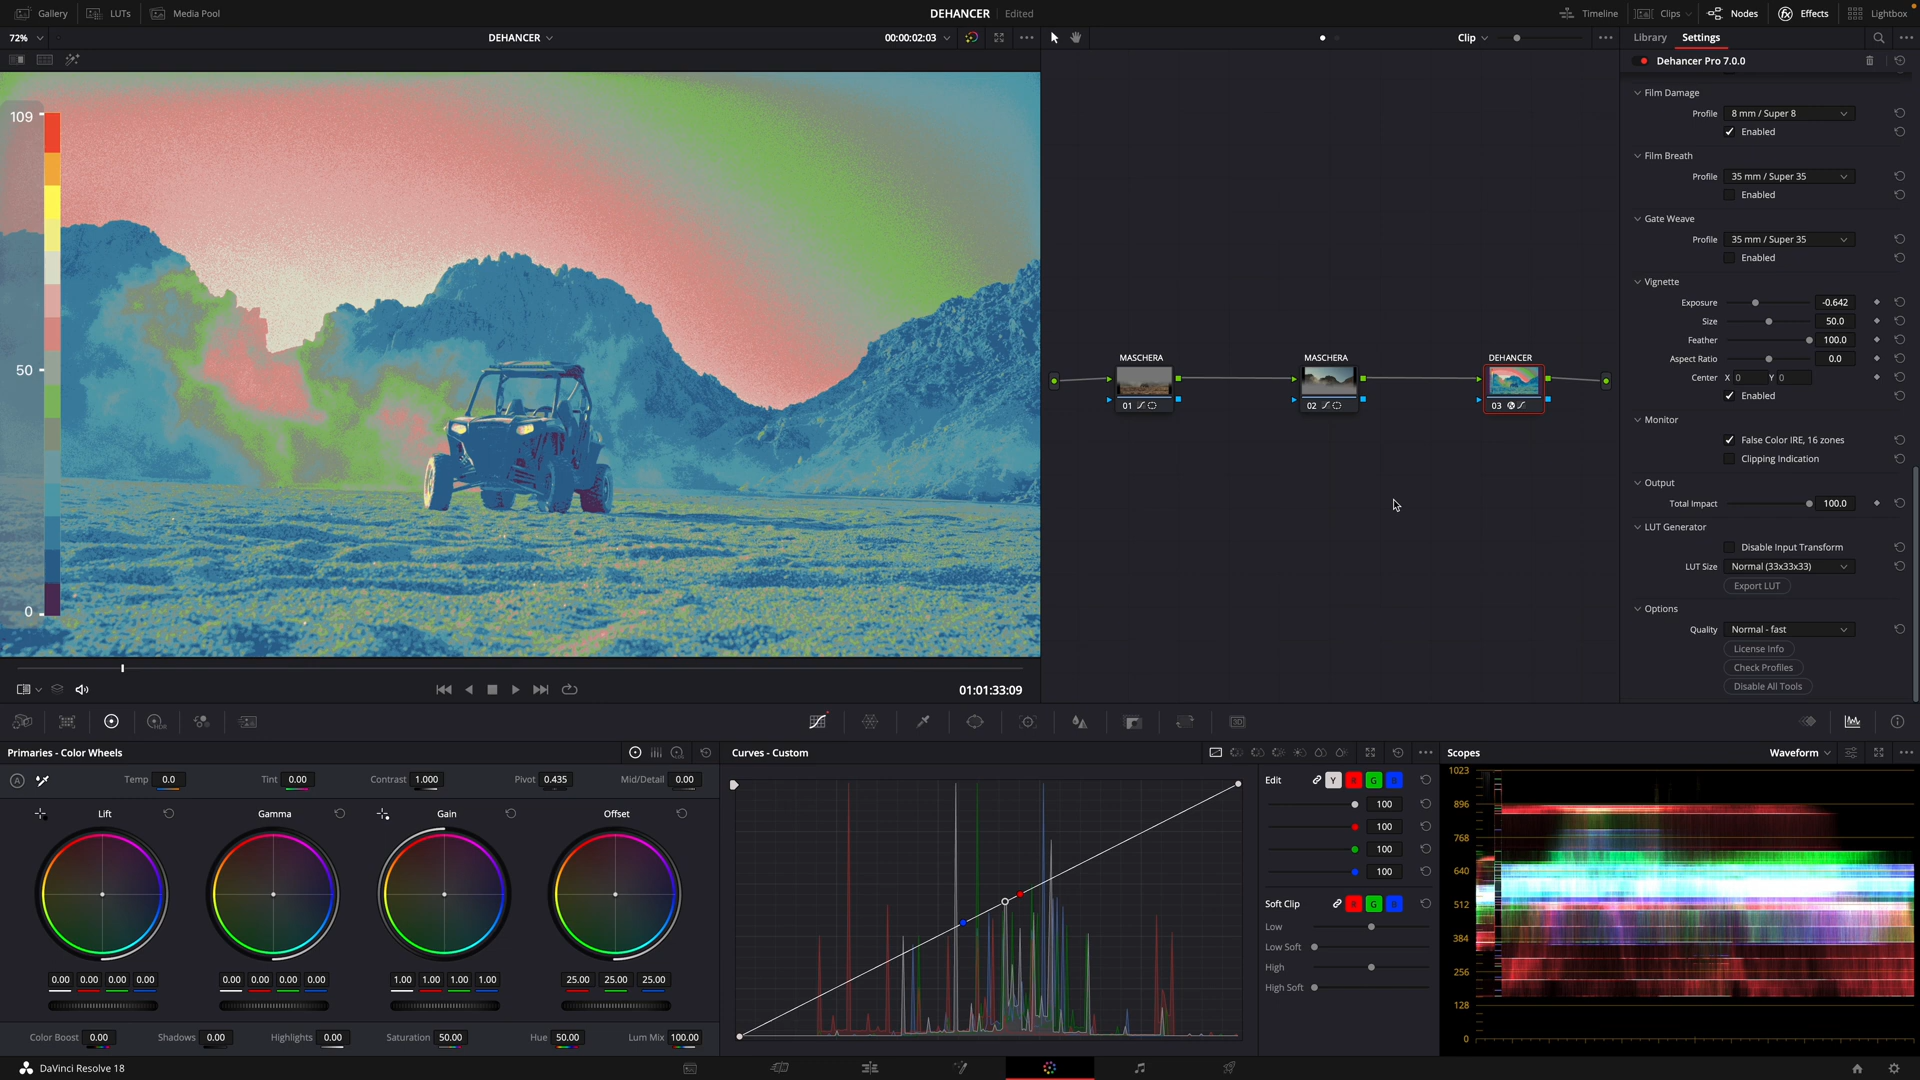 Gallery LUTs Media Pool DEHANCER Edited Timeline Clips Nodes Effects Lightbox
72% DEHANCER 00:00:02:03 Clip Library Settings
Dehancer Pro 7.0.0
109
50
0
01:01:33:09
MASCHERA
01
MASCHERA
02
DEHANCER
03
Film Damage
Profile 8 mm / Super 8
Enabled
Film Breath
Profile 35 mm / Super 35
Enabled
Gate Weave
Profile 35 mm / Super 35
Enabled
Vignette
Exposure -0.642
Size 50.0
Feather 100.0
Aspect Ratio 0.0
Center X 0 Y 0
Enabled
Monitor
False Color IRE, 16 zones
Clipping Indication
Output
Total Impact 100.0
LUT Generator
Disable Input Transform
LUT Size Normal (33x33x33)
Export LUT
Options
Quality Normal - fast
License Info
Check Profiles
Disable All Tools
Primaries - Color Wheels
Temp 0.0 Tint 0.00 Contrast 1.000 Pivot 0.435 Mid/Detail 0.00
Lift Gamma Gain Offset
0.00 0.00 0.00 0.00 0.00 0.00 0.00 0.00 1.00 1.00 1.00 1.00 25.00 25.00 25.00
Color Boost 0.00 Shadows 0.00 Highlights 0.00 Saturation 50.00 Hue 50.00 Lum Mix 100.00
Curves - Custom
Edit Y R G B
100
100
100
100
Soft Clip R G B
Low
Low Soft
High
High Soft
Scopes Waveform
1023
896
768
640
512
384
256
128
0
DaVinci Resolve 18